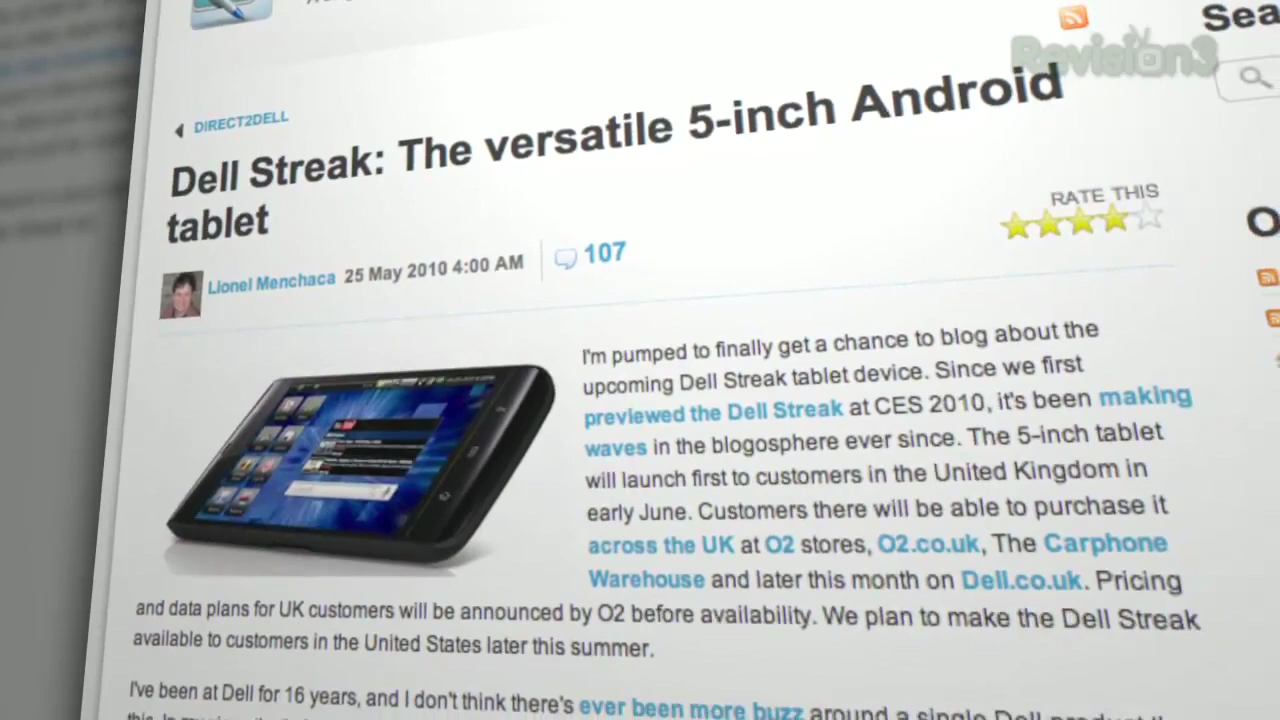 Revision3
Sea
DIRECT2DELL
Dell Streak: The versatile 5-inch Android
tablet
RATE THIS
Lionel Menchaca 25 May 2010 4:00 AM 107
O
I'm pumped to finally get a chance to blog about the
upcoming Dell Streak tablet device. Since we first
previewed the Dell Streak at CES 2010, it's been making
waves in the blogosphere ever since. The 5-inch tablet
will launch first to customers in the United Kingdom in
early June. Customers there will be able to purchase it
across the UK at O2 stores, O2.co.uk, The Carphone
Warehouse and later this month on Dell.co.uk. Pricing
and data plans for UK customers will be announced by O2 before availability. We plan to make the Dell Streak
available to customers in the United States later this summer.
I've been at Dell for 16 years, and I don't think there's ever been more buzz around a single Dell product